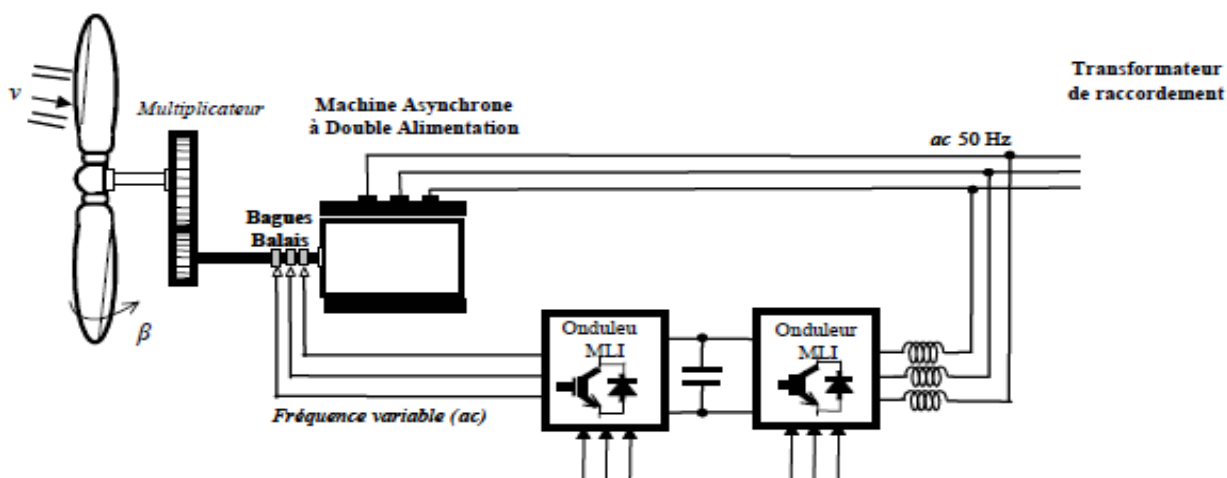 Transformateur
de raccordement
v
Multiplicateur
Machine Asynchrone
à Double Alimentation
ac 50 Hz
Bagues
Balais
β
Onduleu
MLI
Onduleur
MLI
Fréquence variable (ac)